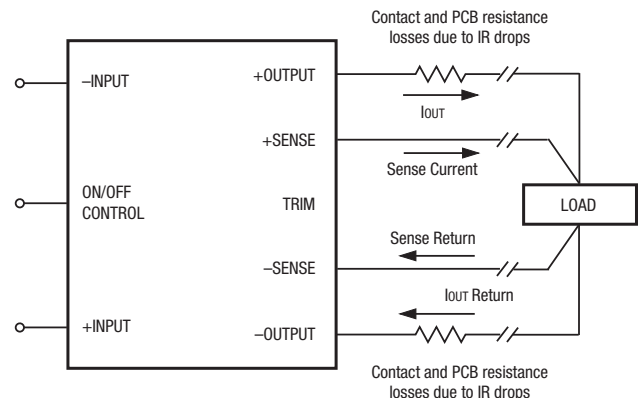 Contact and PCB resistance
losses due to IR drops
–INPUT
+OUTPUT
IOUT
+SENSE
Sense Current
ON/OFF
CONTROL
TRIM
LOAD
Sense Return
–SENSE
IOUT Return
+INPUT
–OUTPUT
Contact and PCB resistance
losses due to IR drops